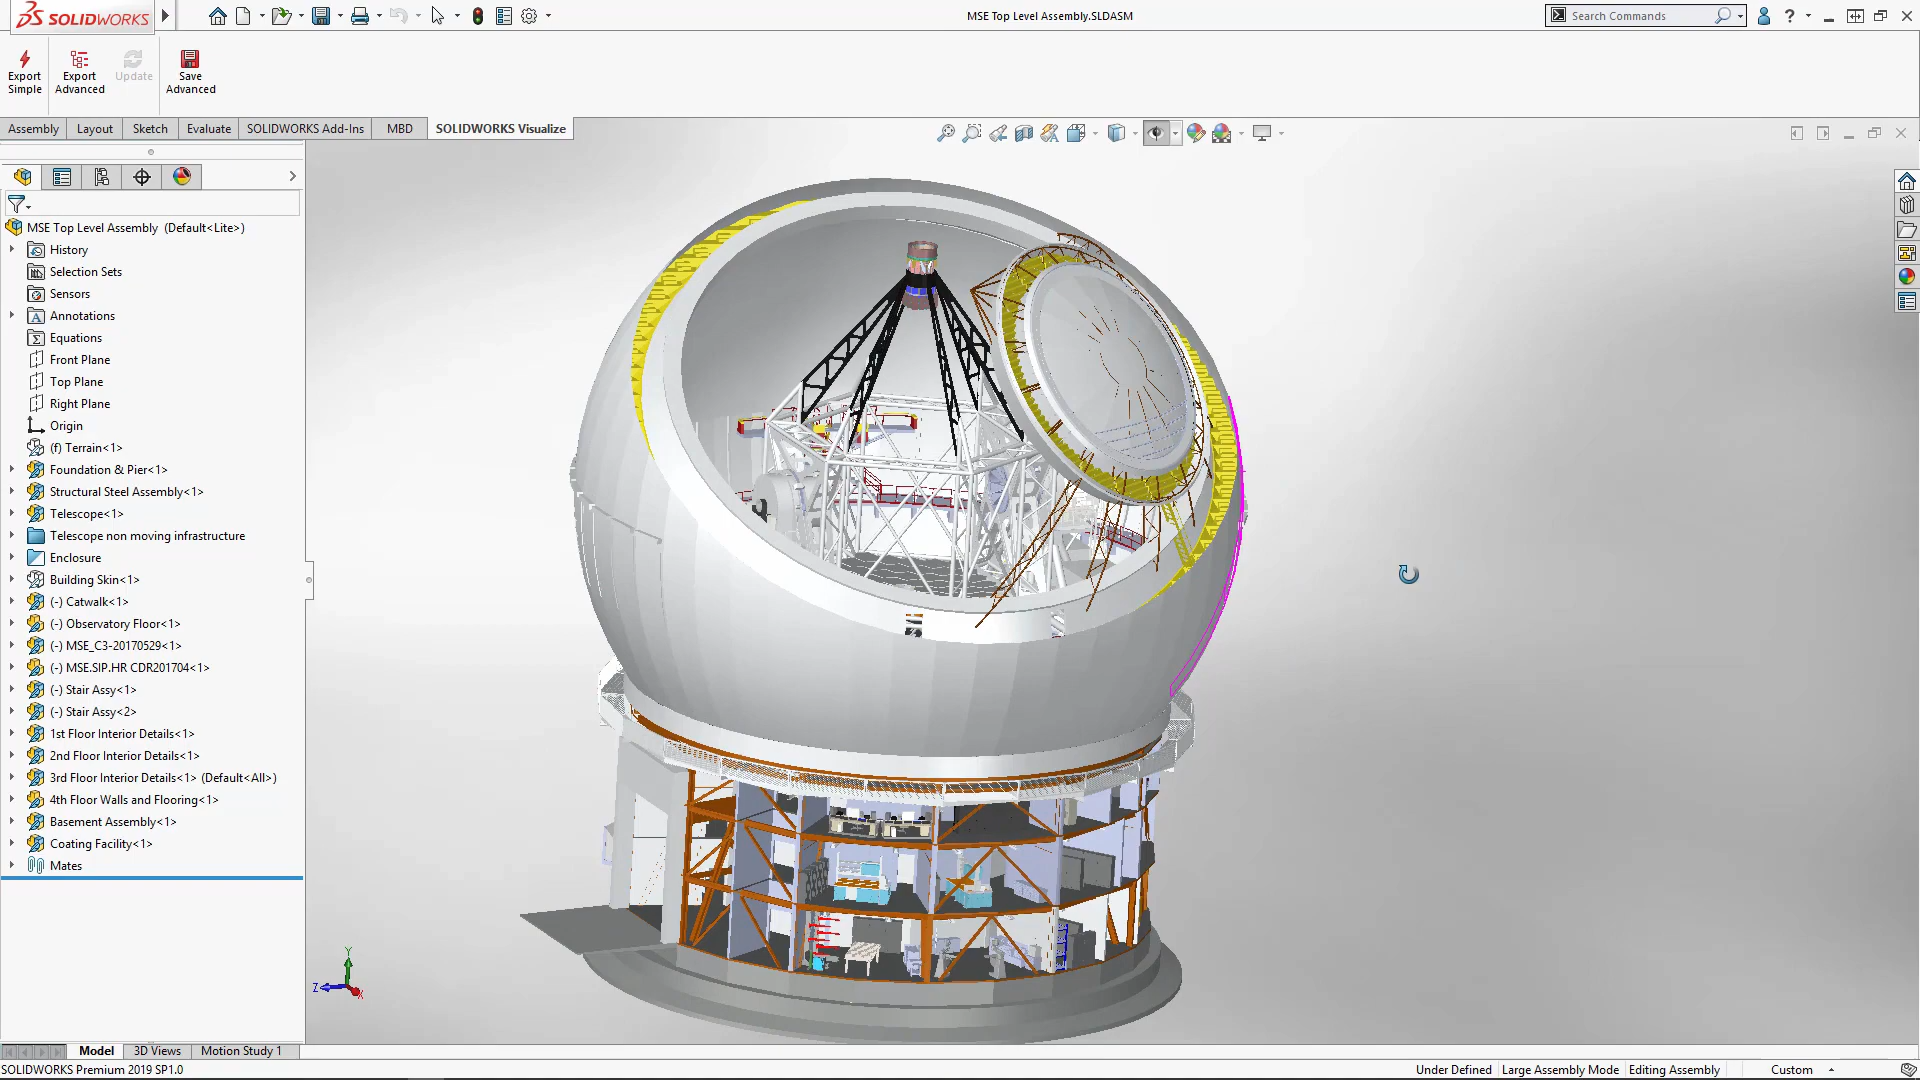 SOLIDWORKS
MSE Top Level Assembly.SLDASM
Search Commands
?
Export Simple
Export Advanced
Update
Save Advanced
Assembly
Layout
Sketch
Evaluate
SOLIDWORKS Add-Ins
MBD
SOLIDWORKS Visualize
MSE Top Level Assembly (Default<Lite>)
History
Selection Sets
Sensors
Annotations
Equations
Front Plane
Top Plane
Right Plane
Origin
(f) Terrain<1>
Foundation & Pier<1>
Structural Steel Assembly<1>
Telescope<1>
Telescope non moving infrastructure
Enclosure
Building Skin<1>
(-) Catwalk<1>
(-) Observatory Floor<1>
(-) MSE_C3-20170529<1>
(-) MSE.SIP.HR CDR201704<1>
(-) Stair Assy<1>
(-) Stair Assy<2>
1st Floor Interior Details<1>
2nd Floor Interior Details<1>
3rd Floor Interior Details<1> (Default<All>)
4th Floor Walls and Flooring<1>
Basement Assembly<1>
Coating Facility<1>
Mates
Y
Z
X
Model
3D Views
Motion Study 1
SOLIDWORKS Premium 2019 SP1.0
Under Defined
Large Assembly Mode
Editing Assembly
Custom